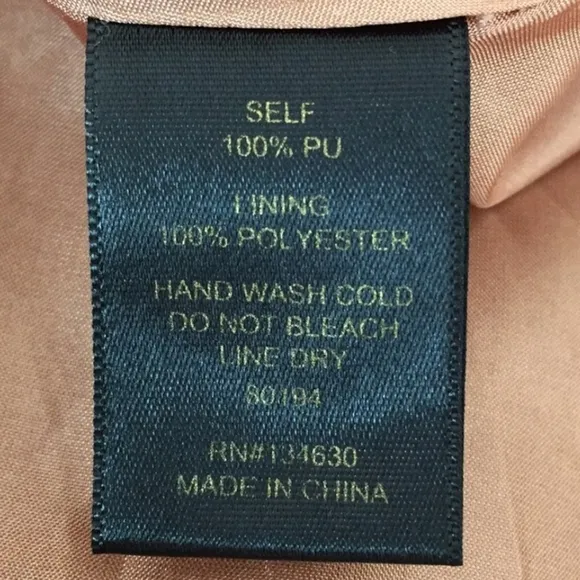 SELF
100% PU
LINING
100% POLYESTER
HAND WASH COLD
DO NOT BLEACH
LINE DRY
80194
RN#134630
MADE IN CHINA